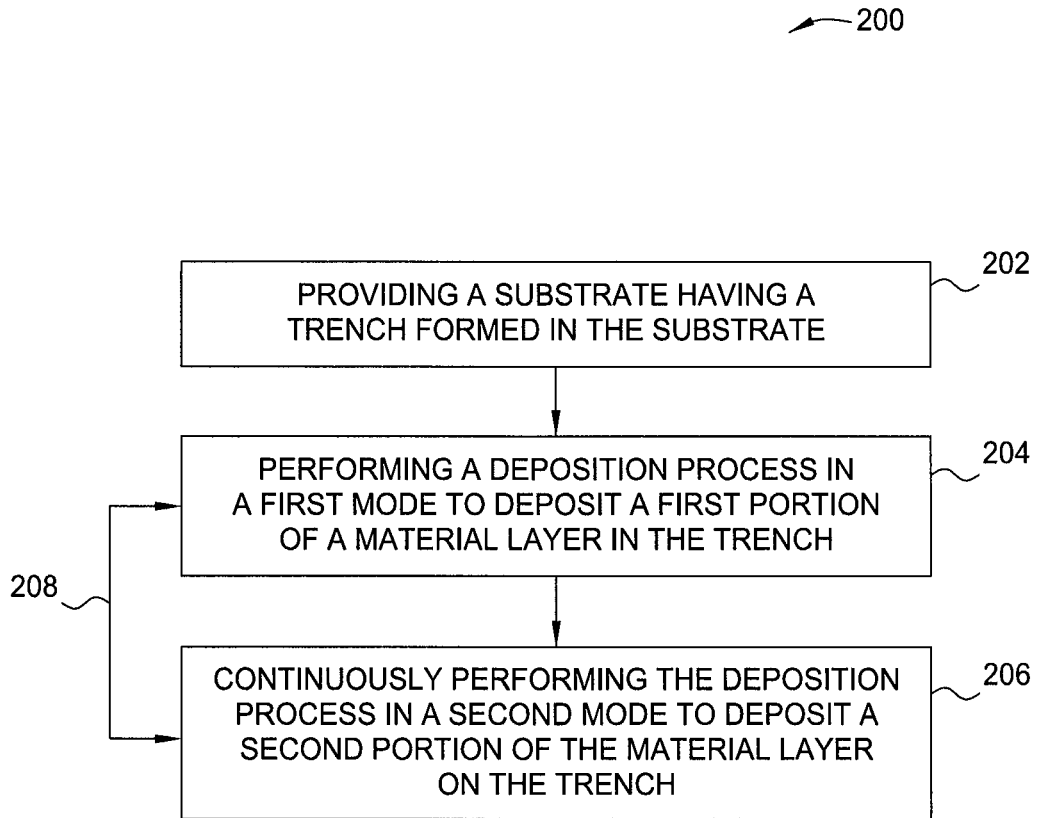 200
202
PROVIDING A SUBSTRATE HAVING A
TRENCH FORMED IN THE SUBSTRATE
204
PERFORMING A DEPOSITION PROCESS IN
A FIRST MODE TO DEPOSIT A FIRST PORTION
OF A MATERIAL LAYER IN THE TRENCH
208
206
CONTINUOUSLY PERFORMING THE DEPOSITION
PROCESS IN A SECOND MODE TO DEPOSIT A
SECOND PORTION OF THE MATERIAL LAYER
ON THE TRENCH